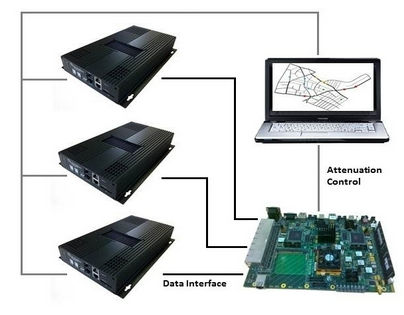 Attenuation
Control
Data Interface